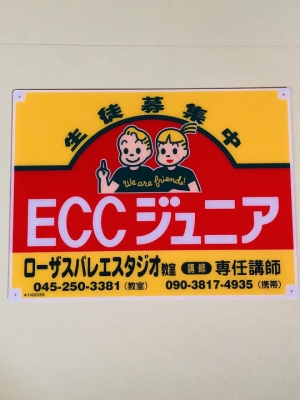 生徒募集中
We are friends!
ECCジュニア
ローザスバレエスタジオ教室 講師 専任講師
045-250-3381(教室) 090-3817-4935(携帯)